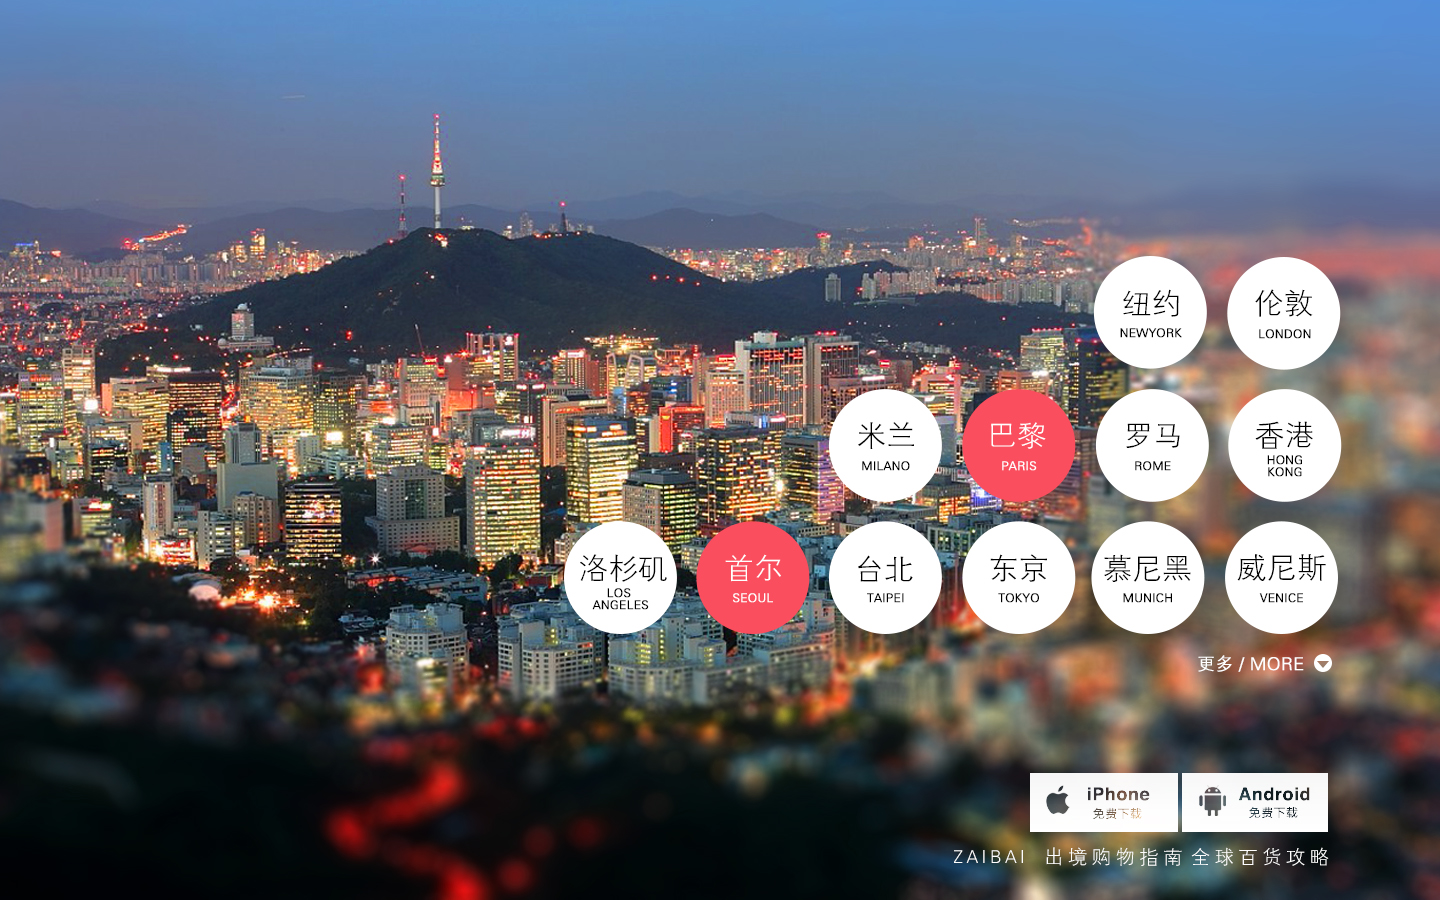 纽约
NEWYORK
伦敦
LONDON
米兰
MILANO
巴黎
PARIS
罗马
ROME
香港
HONG
KONG
洛杉矶
LOS
ANGELES
首尔
SEOUL
台北
TAIPEI
东京
TOKYO
慕尼黑
MUNICH
威尼斯
VENICE
更多 / MORE
iPhone
免费下载
Android
免费下载
ZAIBAI 出境购物指南 全球百货攻略